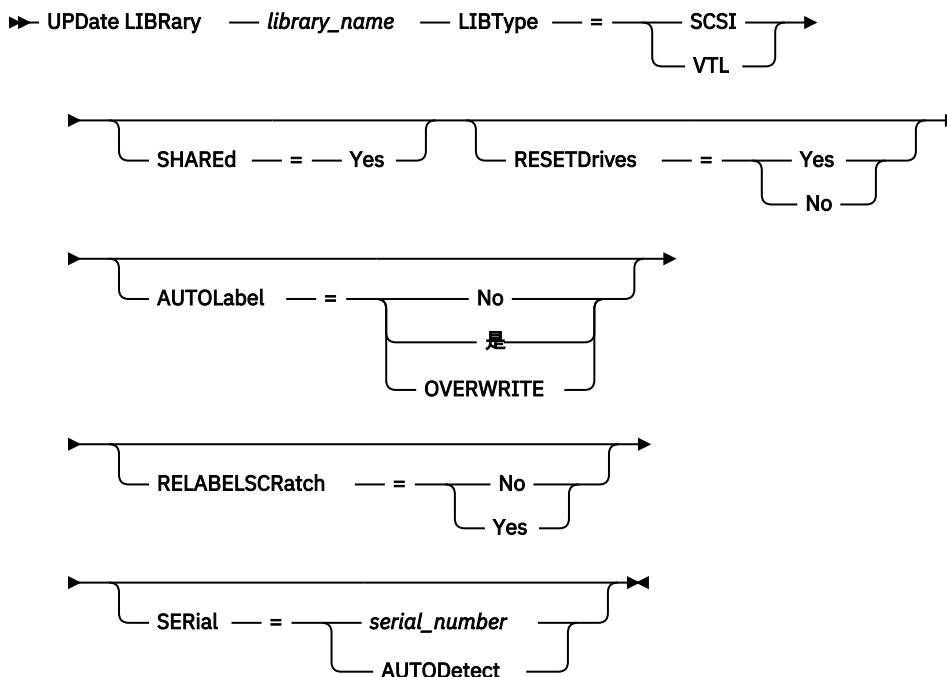 UPDate LIBRary library_name LIBType = SCSI
VTL
SHAREd = Yes RESETDrives = Yes
No
AUTOLabel = No
是
OVERWRITE
RELABELSCRatch = No
Yes
SERial = serial_number
AUTODetect